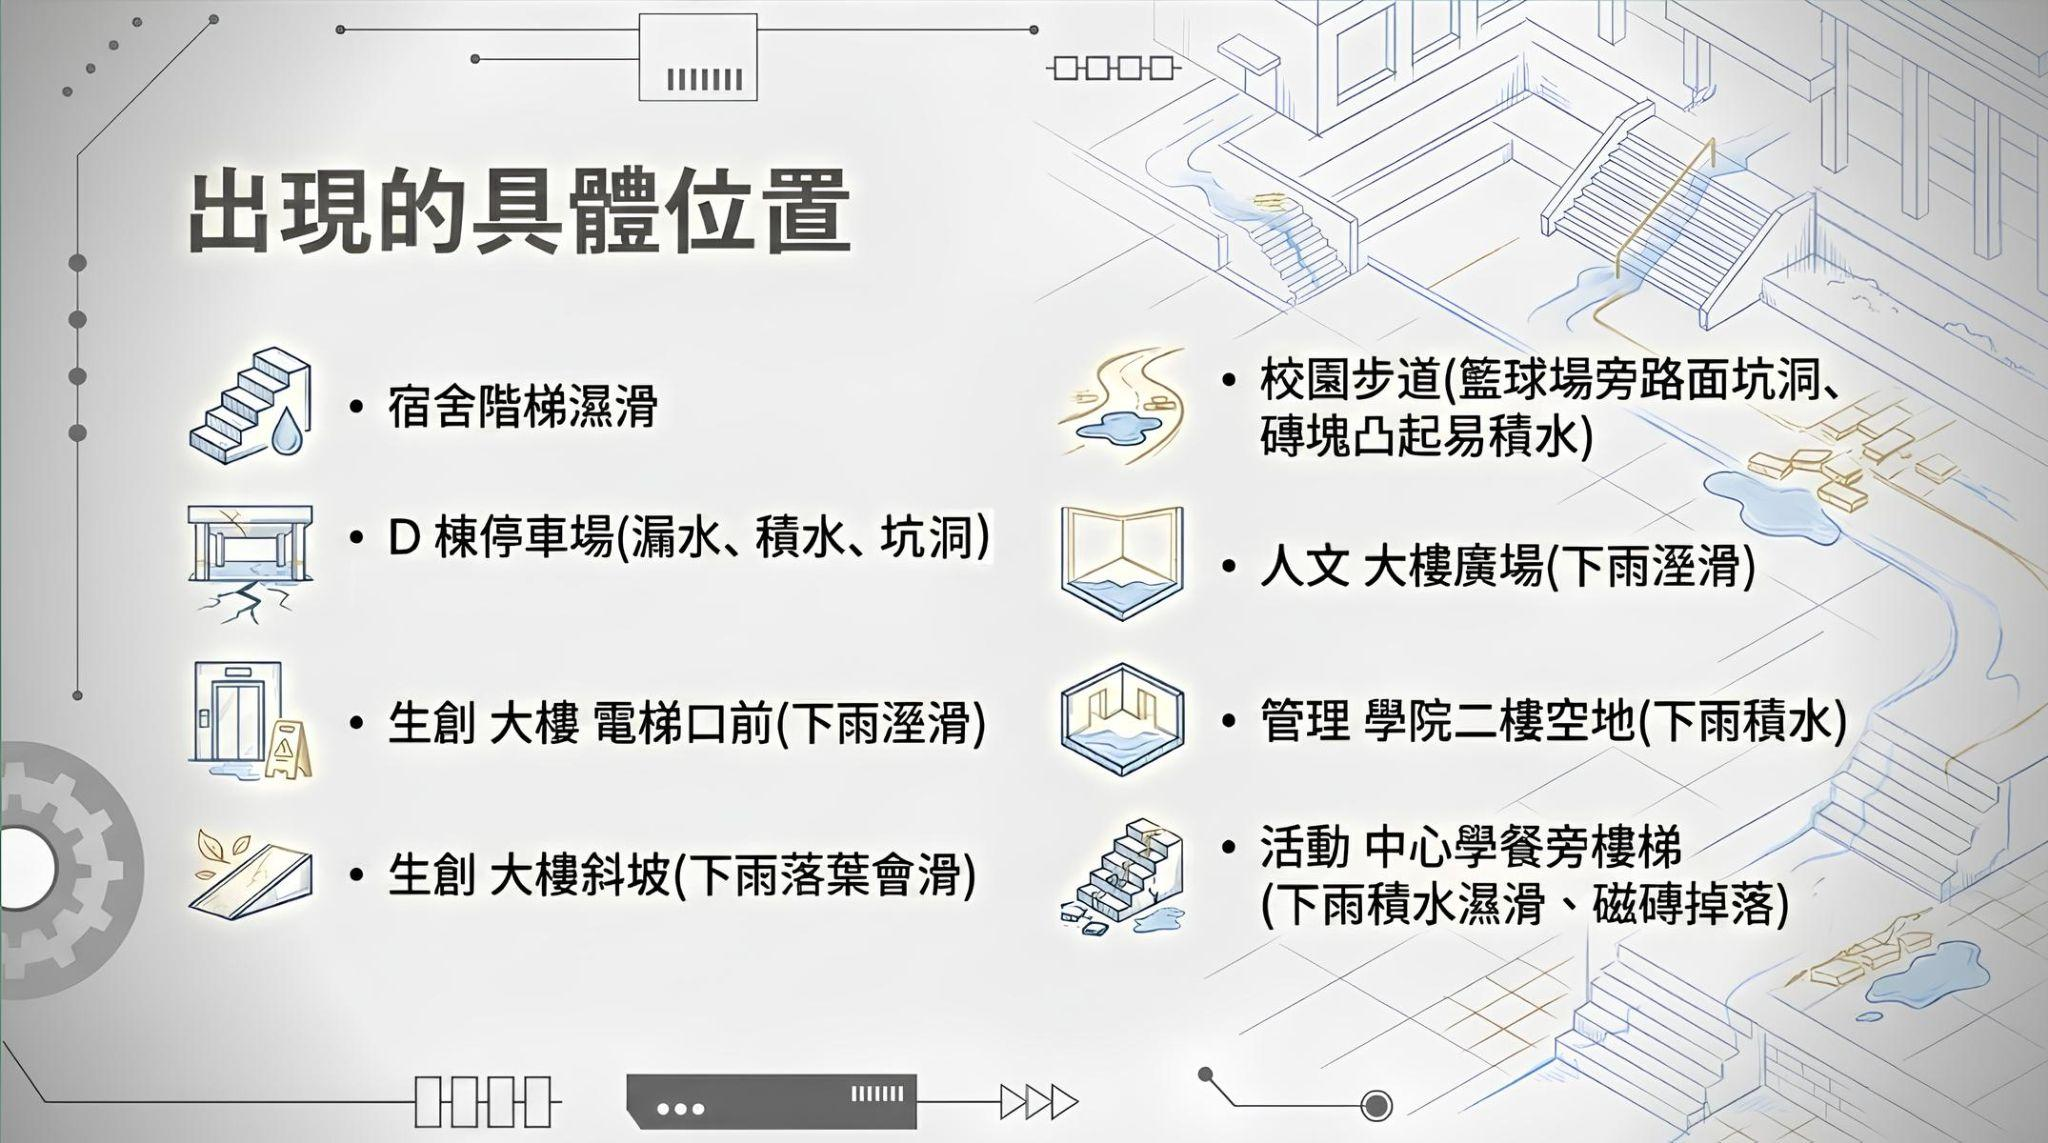 出現的具體位置
• 宿舍階梯濕滑
• D 棟停車場(漏水、積水、坑洞)
• 生創 大樓 電梯口前(下雨溼滑)
• 生創 大樓斜坡(下雨落葉會滑)
• 校園步道(籃球場旁路面坑洞、
磚塊凸起易積水)
• 人文 大樓廣場(下雨溼滑)
• 管理 學院二樓空地(下雨積水)
• 活動 中心學餐旁樓梯
(下雨積水濕滑、磁磚掉落)